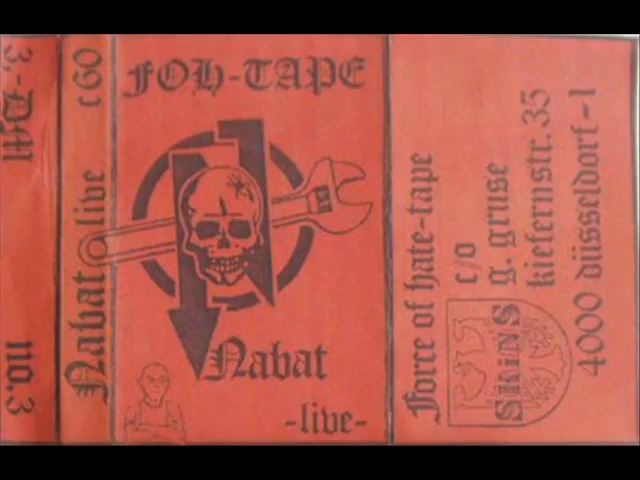 3,-DM
no.3
Nabat live c60
FOH-TAPE
Nabat
-live-
Force of hate-tape
c/o
g. gruse
kiefernstr. 35
4000 düsseldorf-1
SKiNS